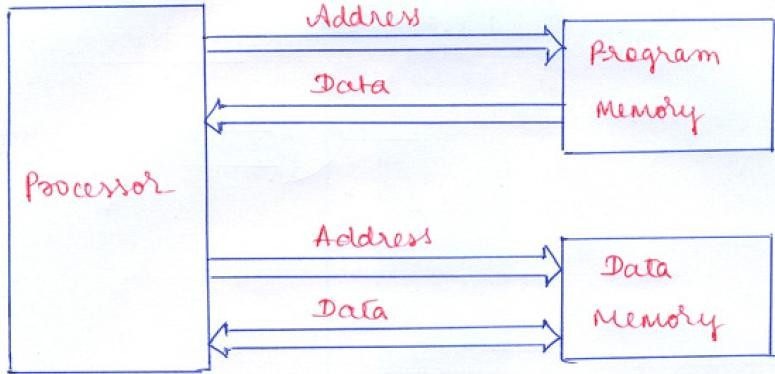 Address
Program
Data
Memory
Processor
Address
Data
Data
Memory